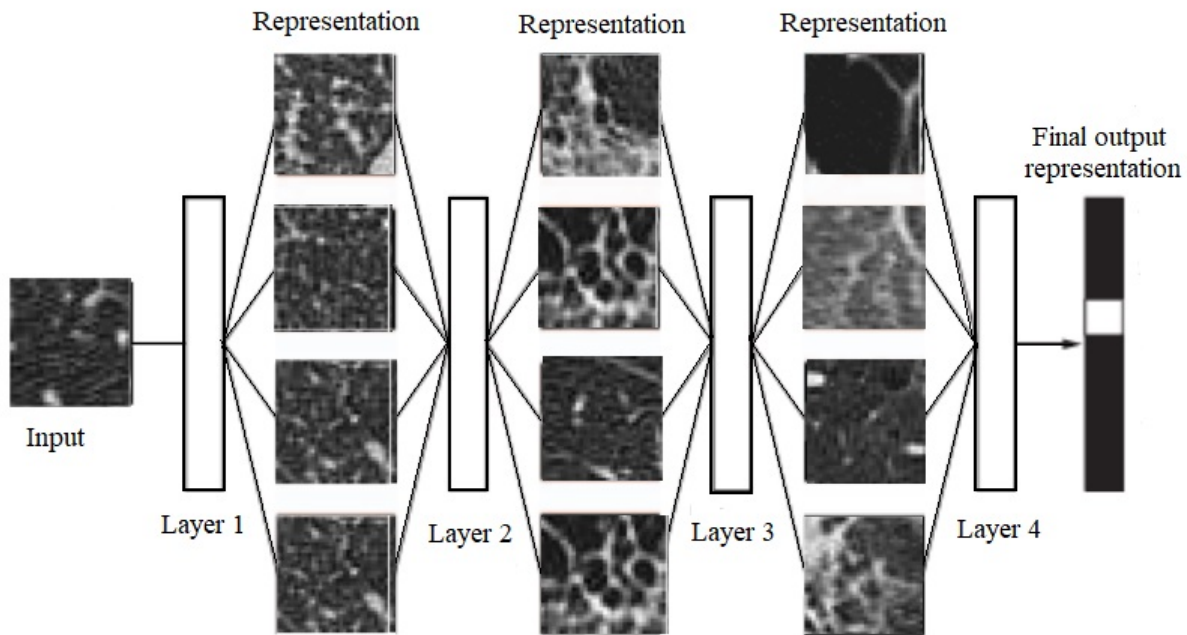 Representation
Representation
Representation
Final output
representation
Input
Layer 1
Layer 2
Layer 3
Layer 4